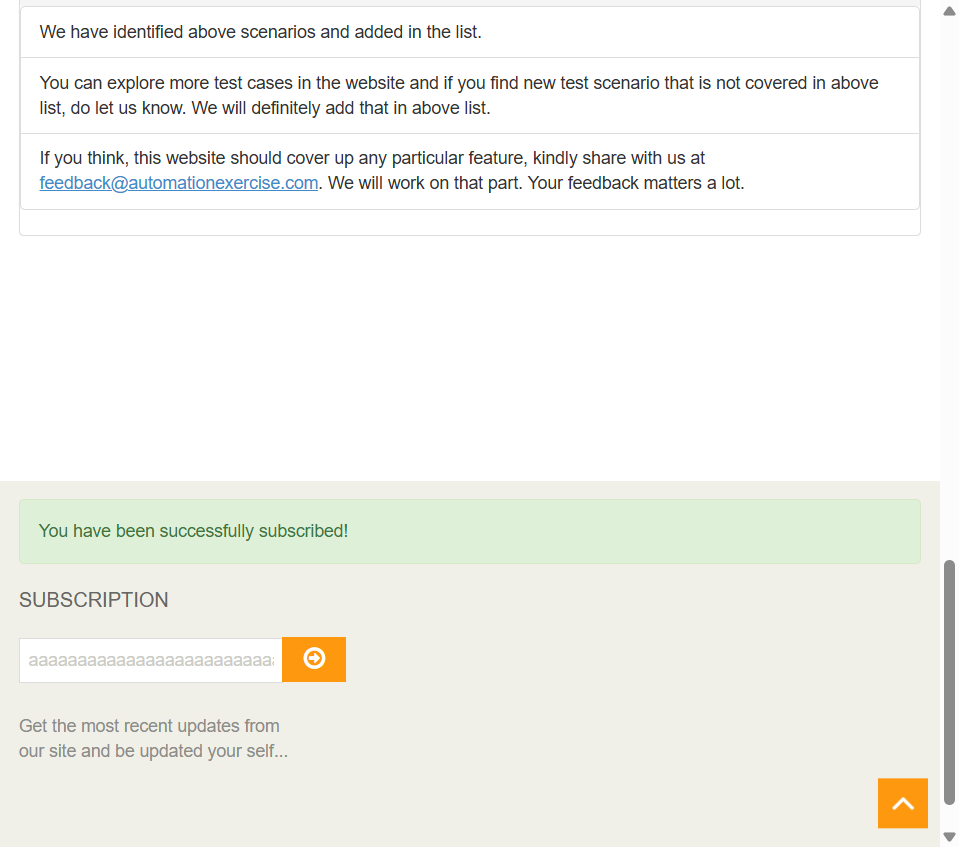 We have identified above scenarios and added in the list.
You can explore more test cases in the website and if you find new test scenario that is not covered in above
list, do let us know. We will definitely add that in above list.
If you think, this website should cover up any particular feature, kindly share with us at
feedback@automationexercise.com. We will work on that part. Your feedback matters a lot.
You have been successfully subscribed!
SUBSCRIPTION
aaaaaaaaaaaaaaaaaaaaaaaaaa
Get the most recent updates from
our site and be updated your self...